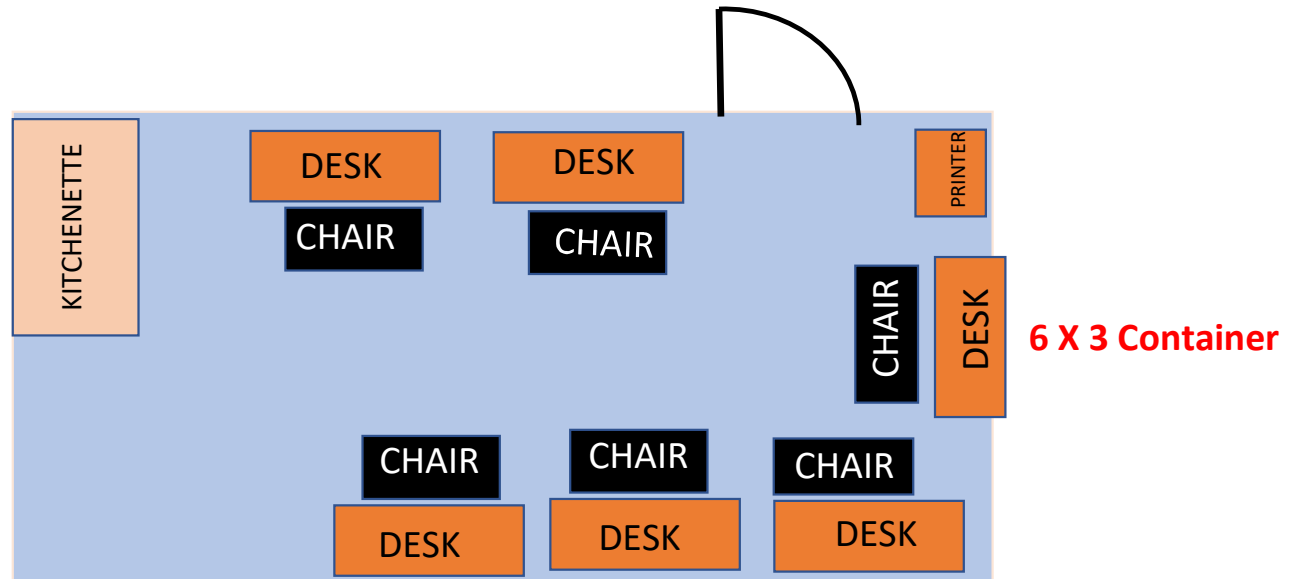 KITCHENETTE
DESK
DESK
PRINTER
CHAIR
CHAIR
CHAIR
DESK
6 X 3 Container
CHAIR
CHAIR
CHAIR
DESK
DESK
DESK